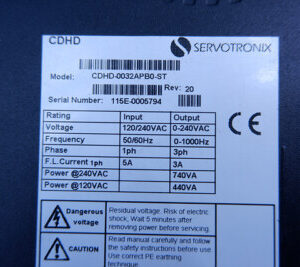 CDHD
SERVOTRONIX
Model: CDHD-0032APB0-ST
Rev: 20
Serial Number: 115E-0005794
Rating Input Output
Voltage 120/240VAC 0-240VAC
Frequency 50/60Hz 0-1000Hz
Phase 1ph 3ph
F.L.Current 1ph 5A 3A
Power @240VAC 740VA
Power @120VAC 440VA
CE
Dangerous voltage
Residual voltage. Risk of electric
shock. Wait 5 minutes after
removing power before servicing.
CAUTION
Read manual carefully and follow
the safety instructions before use.
Use correct PE earthing
technique.